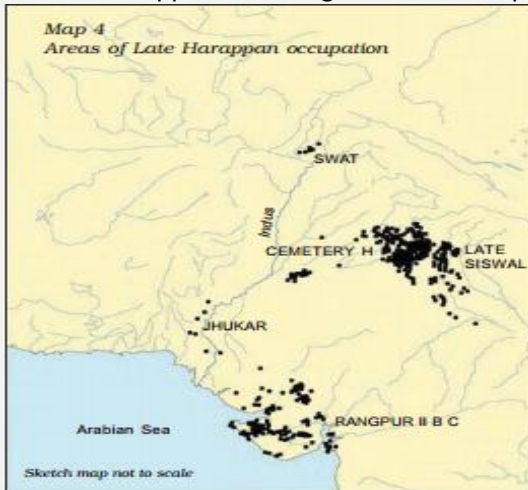 Map 4
Areas of Late Harappan occupation
SWAT
Indus
CEMETERY H
LATE
SISWAL
JHUKAR
RANGPUR II B C
Arabian Sea
Sketch map not to scale